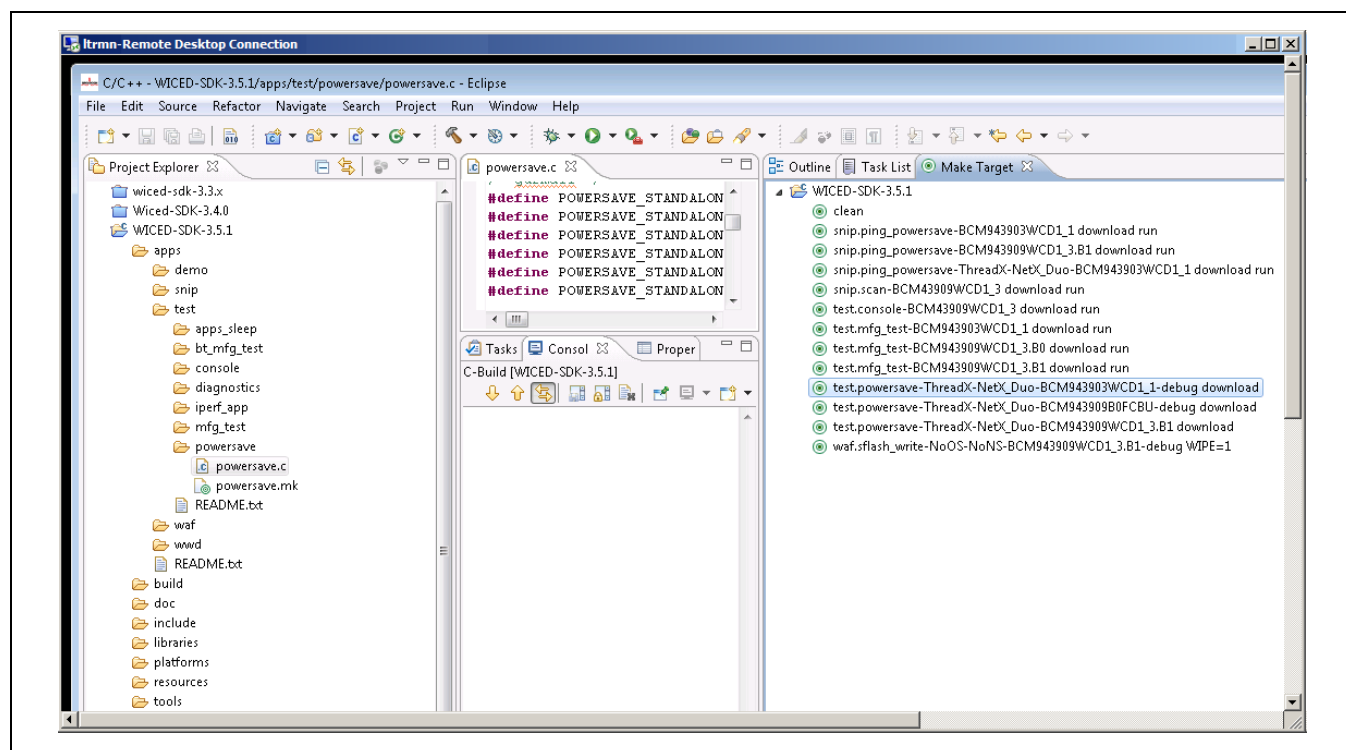 ltrmn-Remote Desktop Connection
C/C++ - WICED-SDK-3.5.1/apps/test/powersave/powersave.c - Eclipse
File Edit Source Refactor Navigate Search Project Run Window Help
010
Project Explorer
wiced-sdk-3.3.x
Wiced-SDK-3.4.0
WICED-SDK-3.5.1
apps
demo
snip
test
apps_sleep
bt_mfg_test
console
diagnostics
iperf_app
mfg_test
powersave
powersave.c
powersave.mk
README.txt
waf
wwd
README.txt
build
doc
include
libraries
platforms
resources
tools
powersave.c
#define POWERSAVE_STANDALON
#define POWERSAVE_STANDALON
#define POWERSAVE_STANDALON
#define POWERSAVE_STANDALON
#define POWERSAVE_STANDALON
#define POWERSAVE_STANDALON
Tasks Consol Proper
C-Build [WICED-SDK-3.5.1]
Outline Task List Make Target
WICED-SDK-3.5.1
clean
snip.ping_powersave-BCM943903WCD1_1 download run
snip.ping_powersave-BCM943909WCD1_3.B1 download run
snip.ping_powersave-ThreadX-NetX_Duo-BCM943903WCD1_1 download run
snip.scan-BCM43909WCD1_3 download run
test.console-BCM43909WCD1_3 download run
test.mfg_test-BCM943903WCD1_1 download run
test.mfg_test-BCM943909WCD1_3.B0 download run
test.mfg_test-BCM943909WCD1_3.B1 download run
test.powersave-ThreadX-NetX_Duo-BCM943903WCD1_1-debug download
test.powersave-ThreadX-NetX_Duo-BCM943909B0FCBU-debug download
test.powersave-ThreadX-NetX_Duo-BCM943909WCD1_3.B1 download
waf.sflash_write-NoOS-NoNS-BCM943909WCD1_3.B1-debug WIPE=1